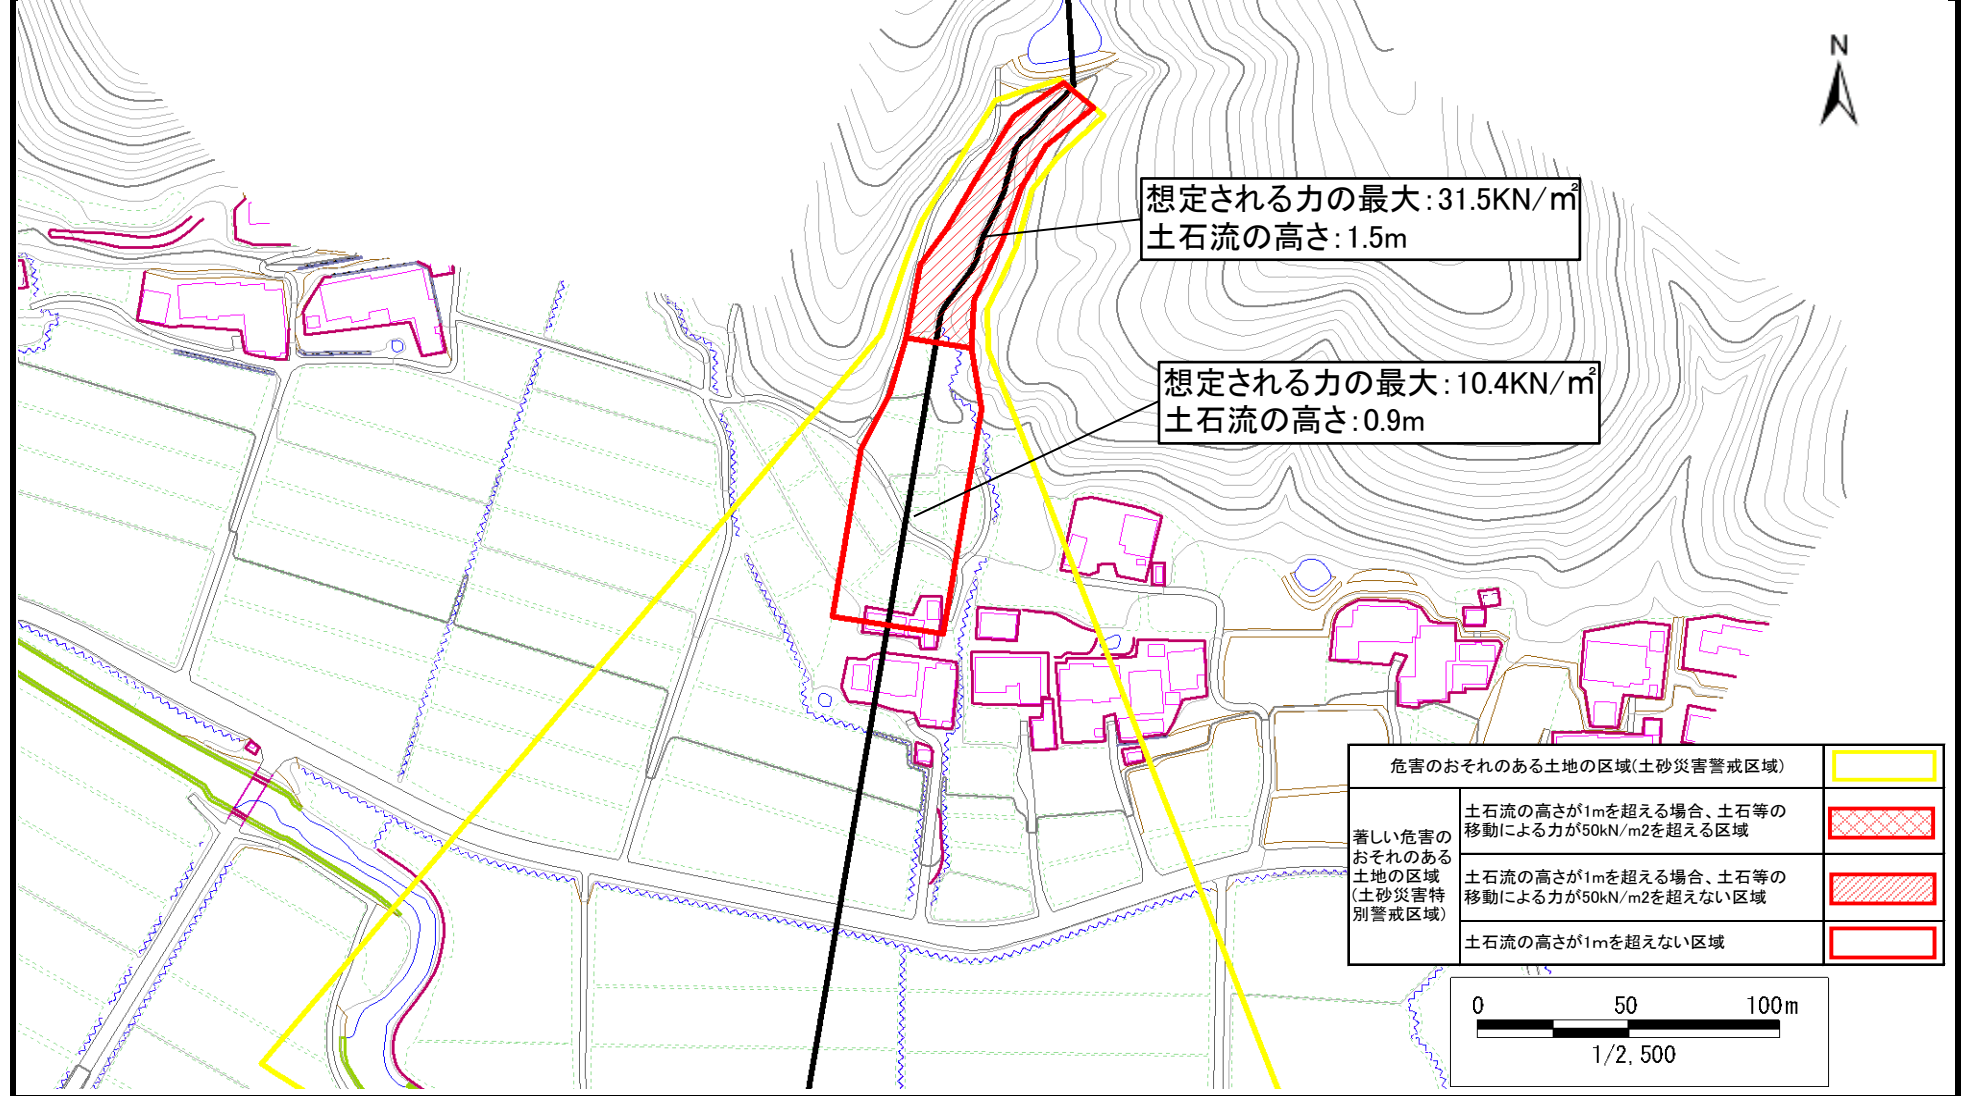 N
想定される力の最大:31.5KN/㎡
土石流の高さ:1.5m
想定される力の最大:10.4KN/㎡
土石流の高さ:0.9m
危害のおそれのある土地の区域(土砂災害警戒区域)
著しい危害の
おそれのある
土地の区域
(土砂災害特
別警戒区域)
土石流の高さが1mを超える場合、土石等の
移動による力が50kN/m2を超える区域
土石流の高さが1mを超える場合、土石等の
移動による力が50kN/m2を超えない区域
土石流の高さが1mを超えない区域
0 50 100m
1/2,500